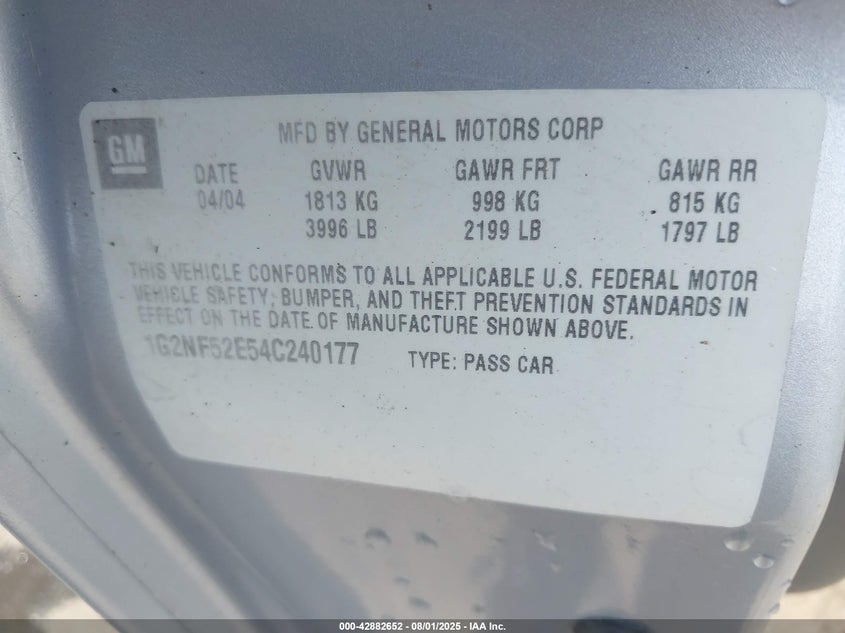 GM
MFD BY GENERAL MOTORS CORP
DATE GVWR GAWR FRT GAWR RR
04/04 1813 KG 998 KG 815 KG
3996 LB 2199 LB 1797 LB
THIS VEHICLE CONFORMS TO ALL APPLICABLE U.S. FEDERAL MOTOR
VEHICLE SAFETY, BUMPER, AND THEFT PREVENTION STANDARDS IN
EFFECT ON THE DATE OF MANUFACTURE SHOWN ABOVE.
1G2NF52E54C240177 TYPE: PASS CAR
000-42882652 - 08/01/2025 - IAA Inc.